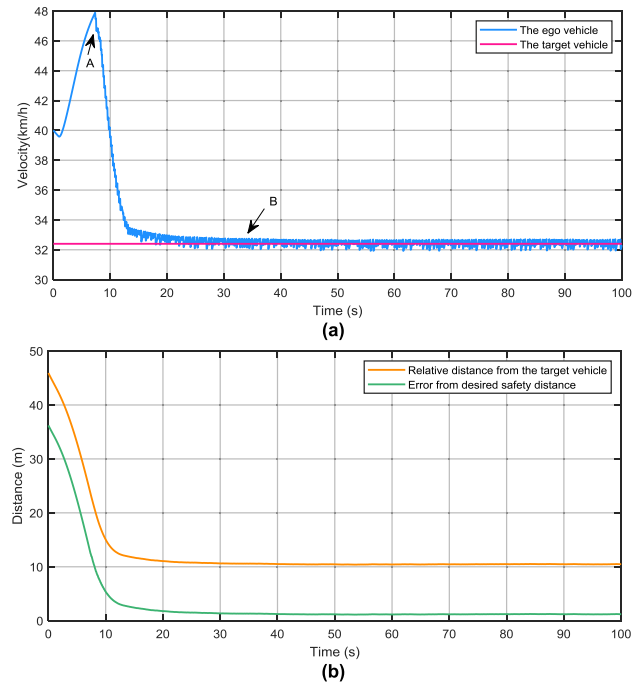 48
46
44
42
40
38
36
34
32
30
Velocity(km/h)
The ego vehicle
The target vehicle
A
B
0 10 20 30 40 50 60 70 80 90 100
Time (s)
(a)
50
40
30
20
10
0
Distance (m)
Relative distance from the target vehicle
Error from desired safety distance
0 10 20 30 40 50 60 70 80 90 100
Time (s)
(b)